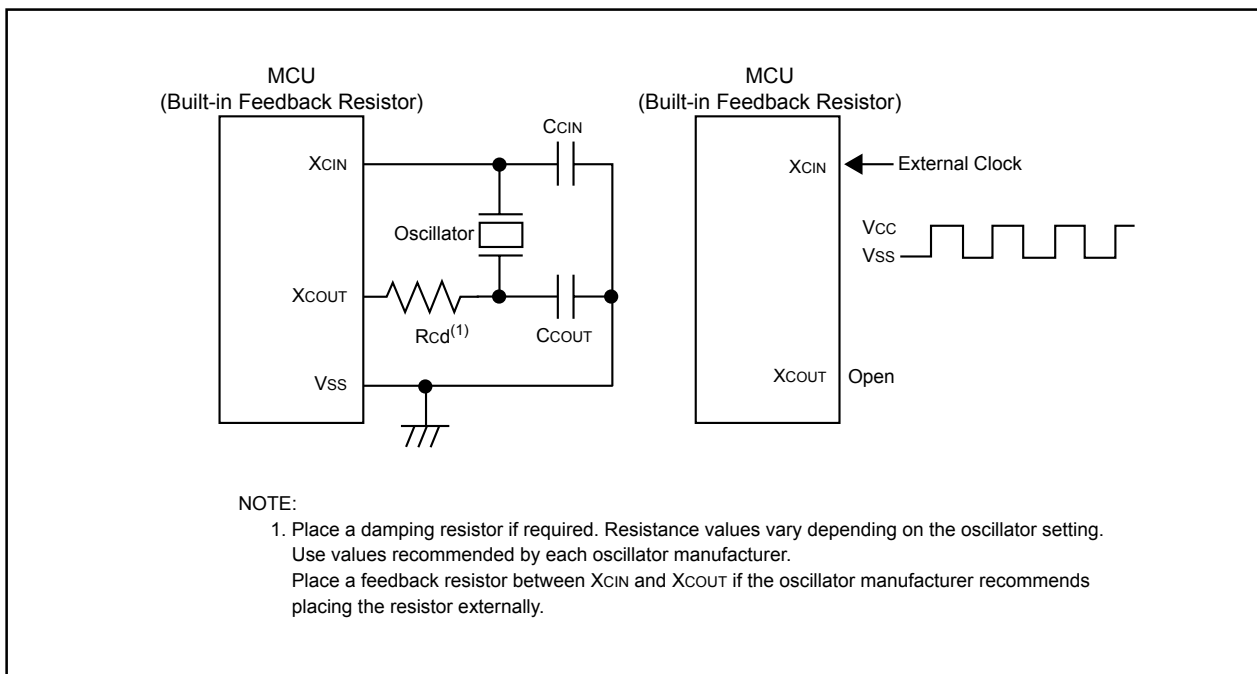 MCU
(Built-in Feedback Resistor)
XCIN
CCIN
Oscillator
XCOUT
Rcd(1)
CCOUT
VSS
MCU
(Built-in Feedback Resistor)
XCIN
External Clock
VCC
VSS
XCOUT
Open
NOTE:
1. Place a damping resistor if required. Resistance values vary depending on the oscillator setting.
Use values recommended by each oscillator manufacturer.
Place a feedback resistor between XCIN and XCOUT if the oscillator manufacturer recommends
placing the resistor externally.